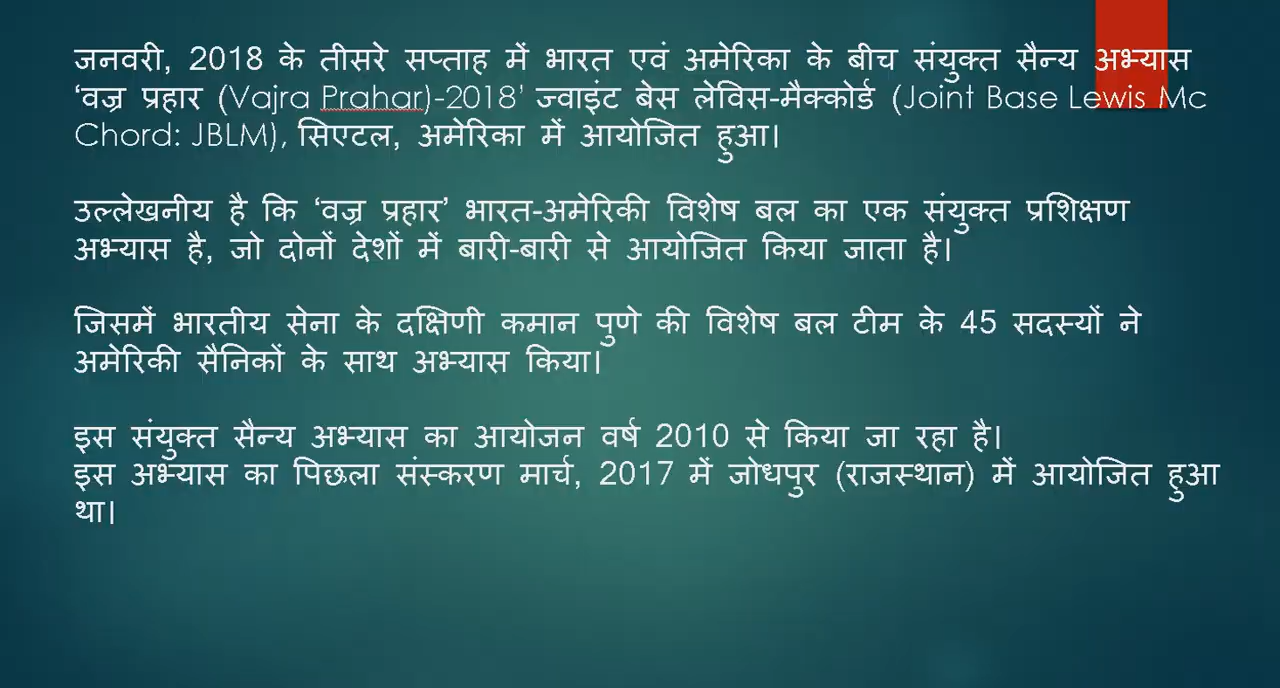 जनवरी, 2018 के तीसरे सप्ताह में भारत एवं अमेरिका के बीच संयुक्त सैन्य अभ्यास
‘वज्र प्रहार (Vajra Prahar)-2018’ ज्वाइंट बेस लेविस-मैक्कोर्ड (Joint Base Lewis Mc
Chord: JBLM), सिएटल, अमेरिका में आयोजित हुआ।
उल्लेखनीय है कि ‘वज्र प्रहार’ भारत-अमेरिकी विशेष बल का एक संयुक्त प्रशिक्षण
अभ्यास है, जो दोनों देशों में बारी-बारी से आयोजित किया जाता है।
जिसमें भारतीय सेना के दक्षिणी कमान पुणे की विशेष बल टीम के 45 सदस्यों ने
अमेरिकी सैनिकों के साथ अभ्यास किया।
इस संयुक्त सैन्य अभ्यास का आयोजन वर्ष 2010 से किया जा रहा है।
इस अभ्यास का पिछला संस्करण मार्च, 2017 में जोधपुर (राजस्थान) में आयोजित हुआ
था।